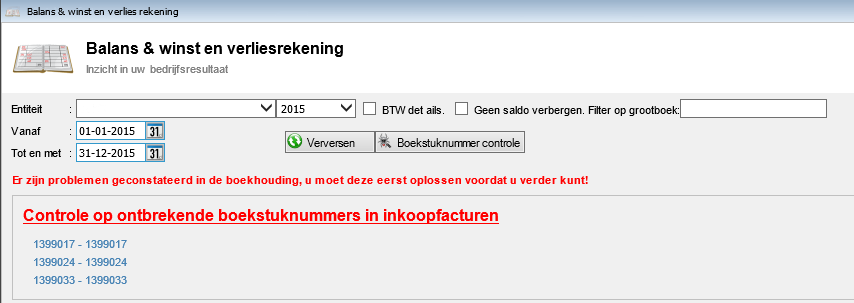 Balans & winst en verlies rekening
Balans & winst en verliesrekening
Inzicht in uw bedrijfsresultaat
Entiteit : 2015 BTW det ails. Geen saldo verbergen. Filter op grootboek:
Vanaf : 01-01-2015 31
Tot en met : 31-12-2015 31
Verversen Boekstuknummer controle
Er zijn problemen geconstateerd in de boekhouding, u moet deze eerst oplossen voordat u verder kunt!
Controle op ontbrekende boekstuknummers in inkoopfacturen
1399017 - 1399017
1399024 - 1399024
1399033 - 1399033